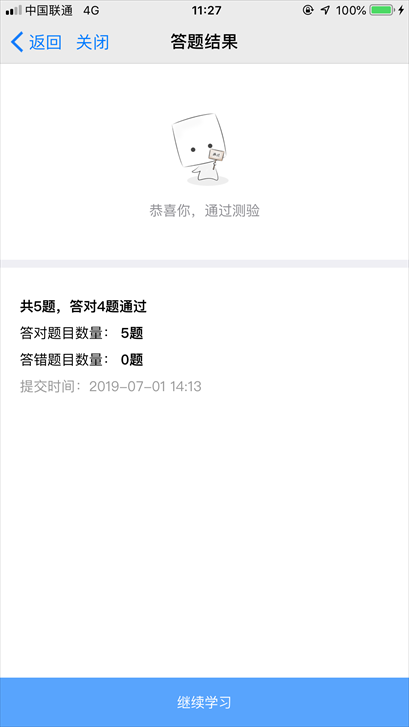 中国联通 4G 11:27 100%
返回 关闭 答题结果
恭喜你，通过测验
共5题，答对4题通过
答对题目数量： 5题
答错题目数量： 0题
提交时间：2019-07-01 14:13
继续学习